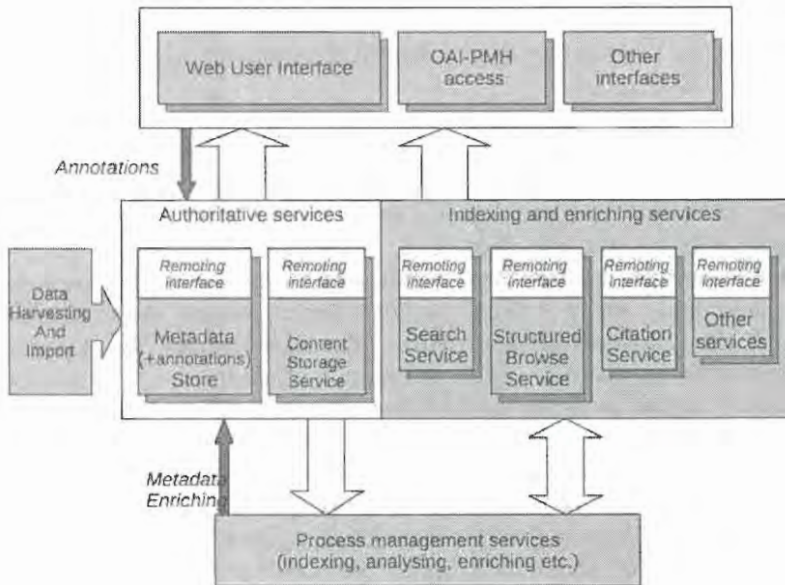 Web User Interface
OAI-PMH
access
Other
interfaces
Annotations
Authoritative services
Indexing and enriching services
Data
Harvesting
And
Import
Remoting
interface
Metadata
(+annotations)
Store
Remoting
interface
Content
Storage
Service
Remoting
interface
Search
Service
Remoting
interface
Structured
Browse
Service
Remoting
interface
Citation
Service
Remoting
interface
Other
services
Metadata
Enriching
Process management services
(indexing, analysing, enriching etc.)